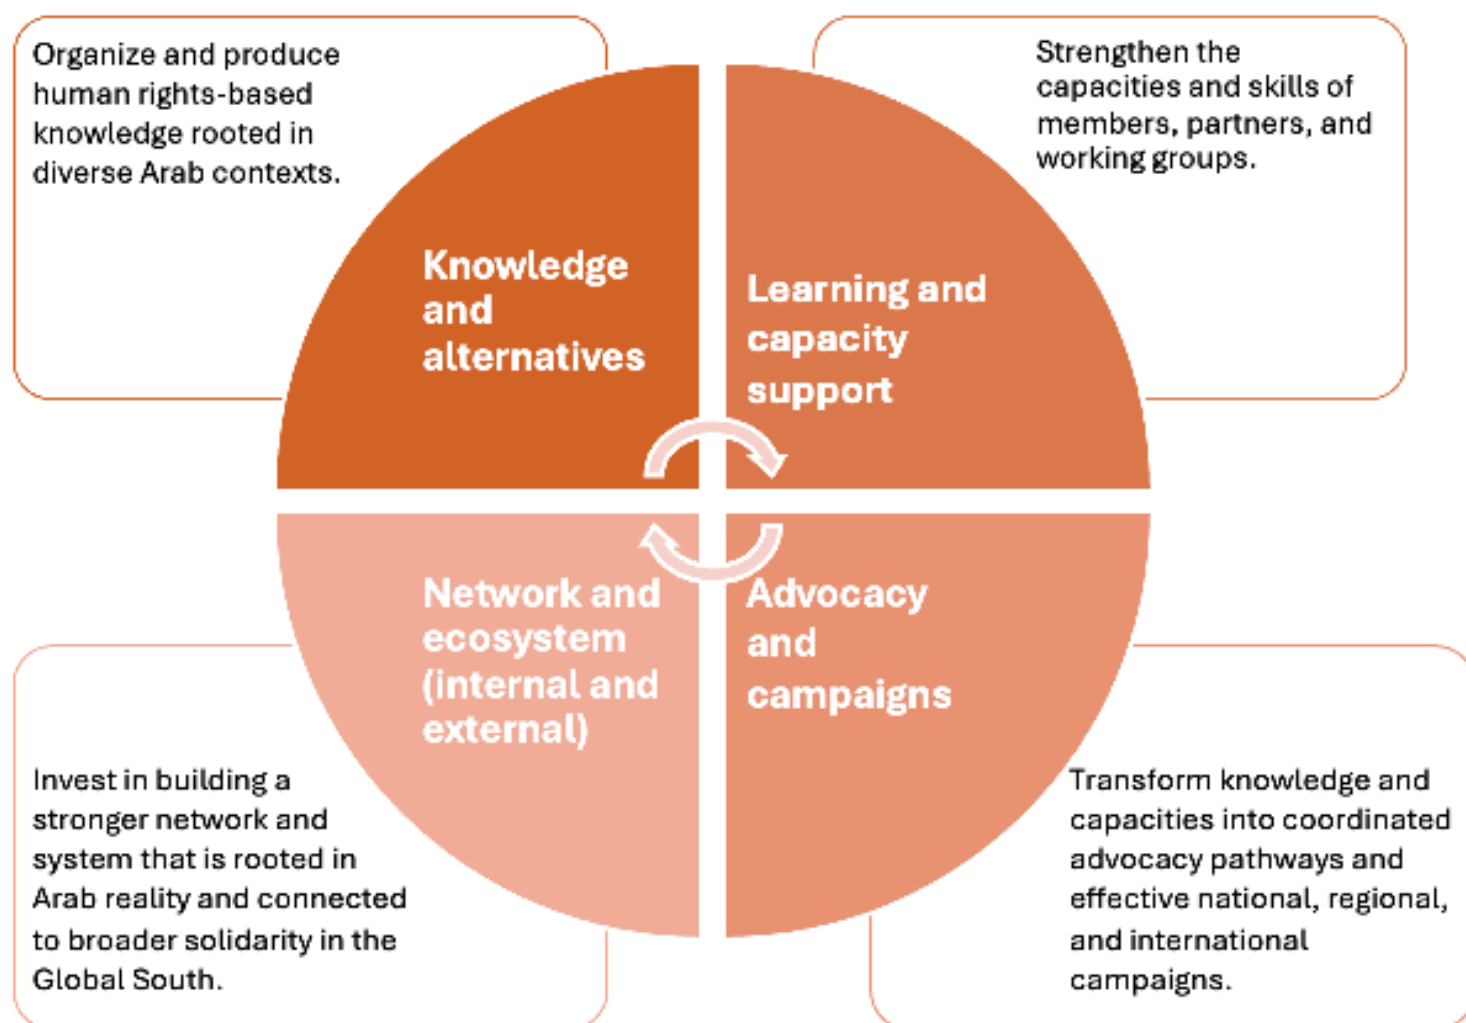 Organize and produce
human rights-based
knowledge rooted in
diverse Arab contexts.
Strengthen the
capacities and skills of
members, partners, and
working groups.
Knowledge
and
alternatives
Learning and
capacity
support
Network and
ecosystem
(internal and
external)
Advocacy
and
campaigns
Invest in building a
stronger network and
system that is rooted in
Arab reality and connected
to broader solidarity in the
Global South.
Transform knowledge and
capacities into coordinated
advocacy pathways and
effective national, regional,
and international
campaigns.